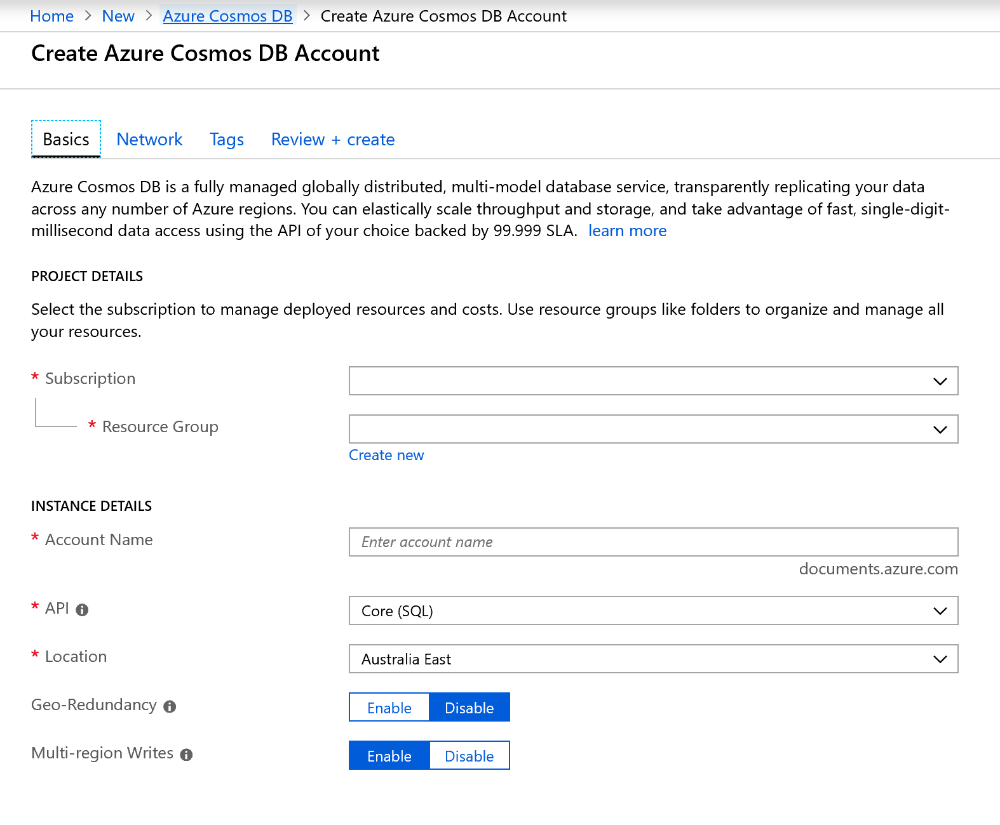 Home > New > Azure Cosmos DB > Create Azure Cosmos DB Account
Create Azure Cosmos DB Account
Basics Network Tags Review + create
Azure Cosmos DB is a fully managed globally distributed, multi-model database service, transparently replicating your data
across any number of Azure regions. You can elastically scale throughput and storage, and take advantage of fast, single-digit-
millisecond data access using the API of your choice backed by 99.999 SLA. learn more
PROJECT DETAILS
Select the subscription to manage deployed resources and costs. Use resource groups like folders to organize and manage all
your resources.
* Subscription
* Resource Group
Create new
INSTANCE DETAILS
* Account Name Enter account name
documents.azure.com
* API Core (SQL)
* Location Australia East
Geo-Redundancy Enable Disable
Multi-region Writes Enable Disable